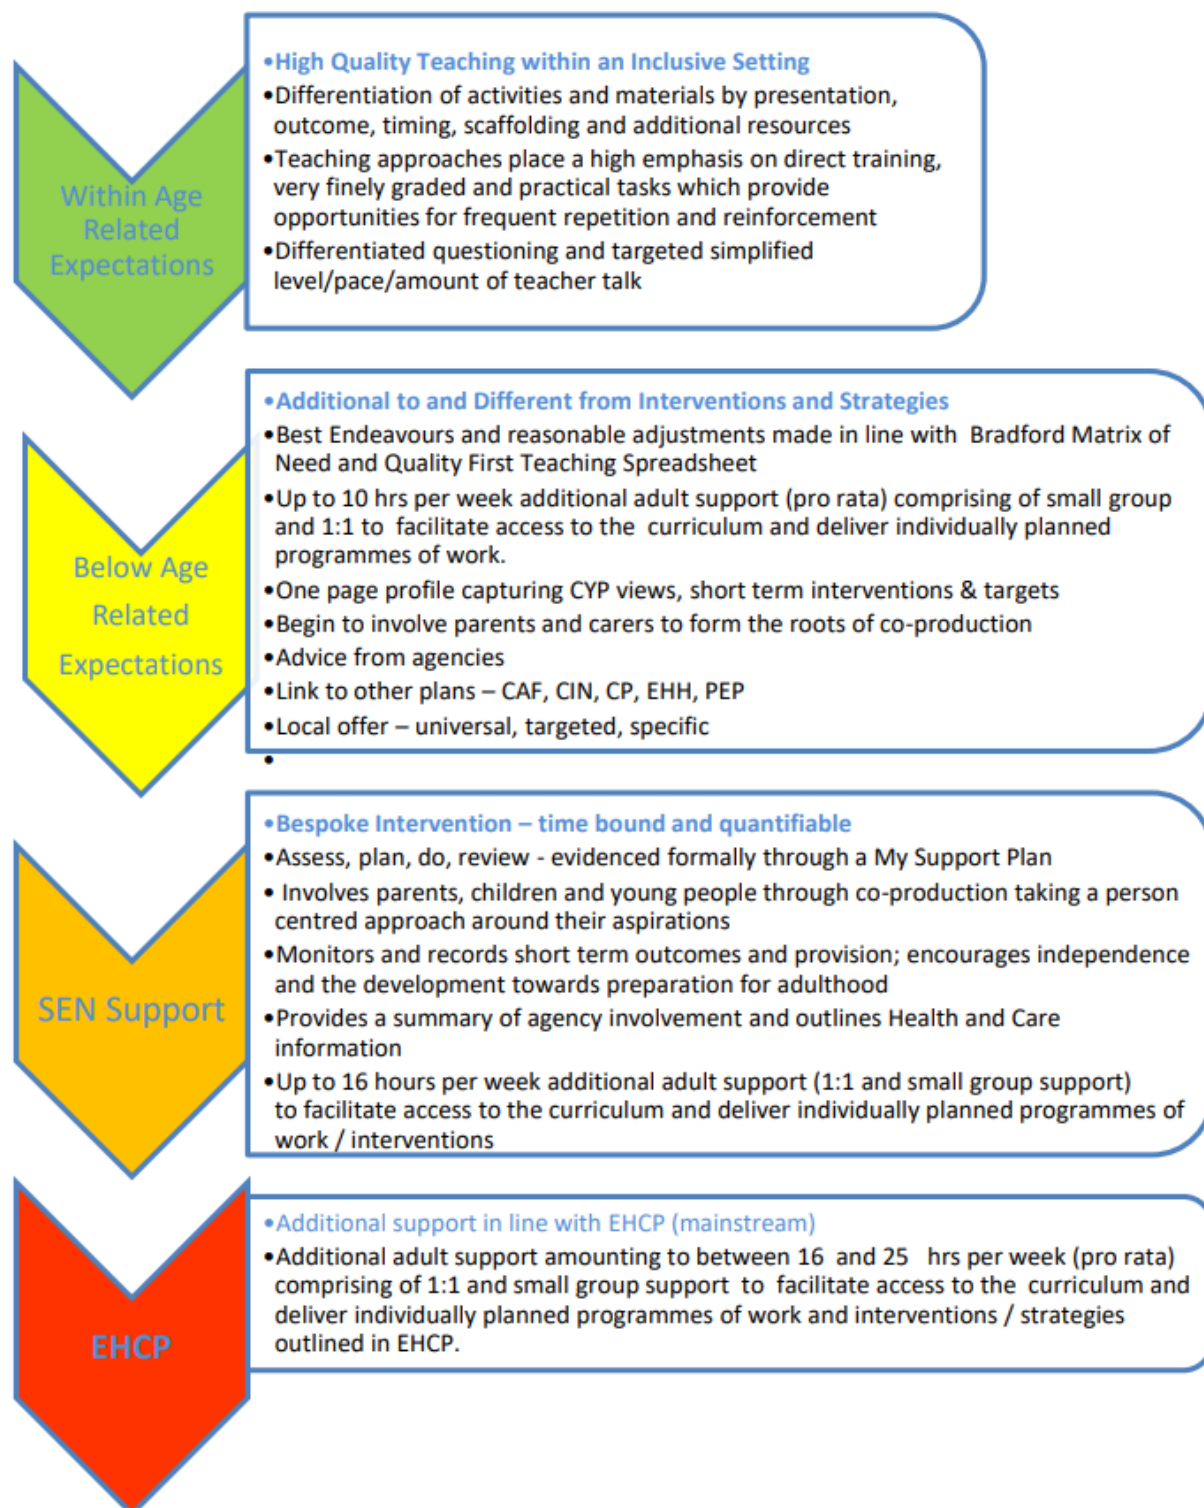 Within Age
Related
Expectations
•High Quality Teaching within an Inclusive Setting
•Differentiation of activities and materials by presentation,
outcome, timing, scaffolding and additional resources
•Teaching approaches place a high emphasis on direct training,
very finely graded and practical tasks which provide
opportunities for frequent repetition and reinforcement
•Differentiated questioning and targeted simplified
level/pace/amount of teacher talk
Below Age
Related
Expectations
•Additional to and Different from Interventions and Strategies
•Best Endeavours and reasonable adjustments made in line with Bradford Matrix of
Need and Quality First Teaching Spreadsheet
•Up to 10 hrs per week additional adult support (pro rata) comprising of small group
and 1:1 to facilitate access to the curriculum and deliver individually planned
programmes of work.
•One page profile capturing CYP views, short term interventions & targets
•Begin to involve parents and carers to form the roots of co-production
•Advice from agencies
•Link to other plans – CAF, CIN, CP, EHH, PEP
•Local offer – universal, targeted, specific
•
SEN Support
•Bespoke Intervention – time bound and quantifiable
•Assess, plan, do, review - evidenced formally through a My Support Plan
• Involves parents, children and young people through co-production taking a person
centred approach around their aspirations
•Monitors and records short term outcomes and provision; encourages independence
and the development towards preparation for adulthood
•Provides a summary of agency involvement and outlines Health and Care
information
•Up to 16 hours per week additional adult support (1:1 and small group support)
to facilitate access to the curriculum and deliver individually planned programmes of
work / interventions
EHCP
•Additional support in line with EHCP (mainstream)
•Additional adult support amounting to between 16 and 25 hrs per week (pro rata)
comprising of 1:1 and small group support to facilitate access to the curriculum and
deliver individually planned programmes of work and interventions / strategies
outlined in EHCP.